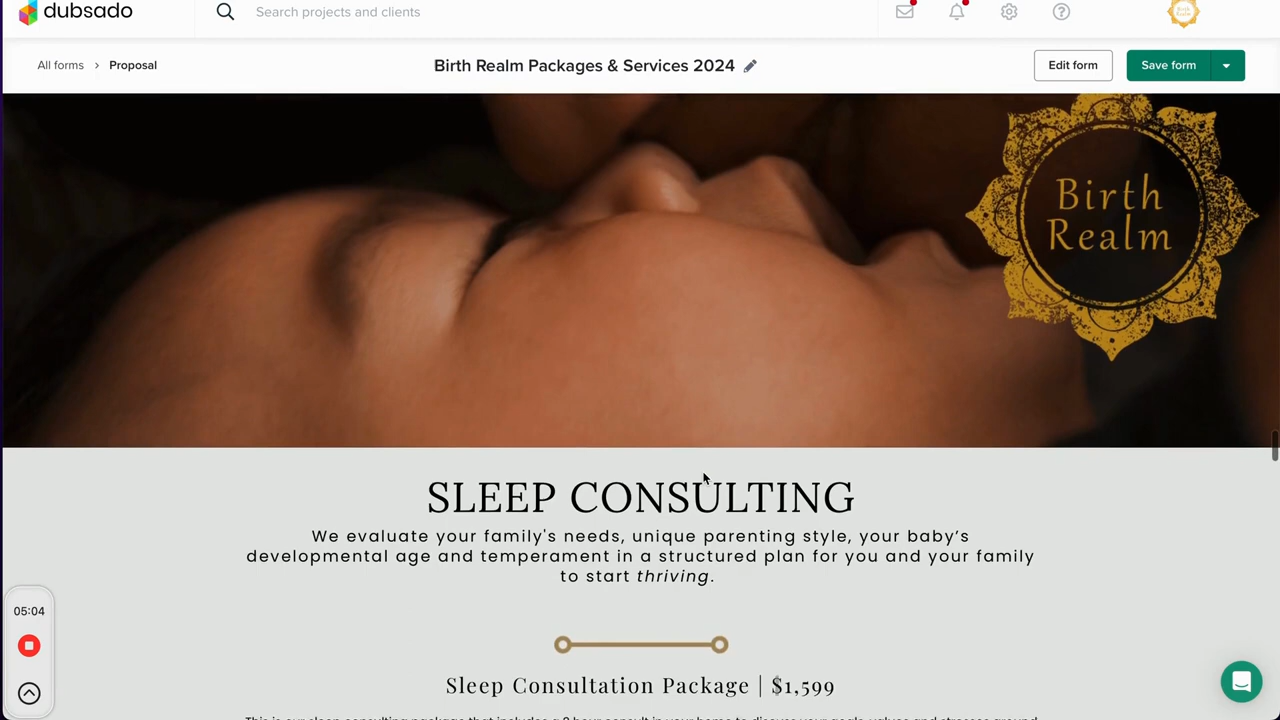 dubsado
Search projects and clients
All forms > Proposal
Birth Realm Packages & Services 2024
Edit form
Save form
Birth
Realm
SLEEP CONSULTING
We evaluate your family's needs, unique parenting style, your baby’s
developmental age and temperament in a structured plan for you and your family
to start thriving.
05:04
Sleep Consultation Package | $1,599